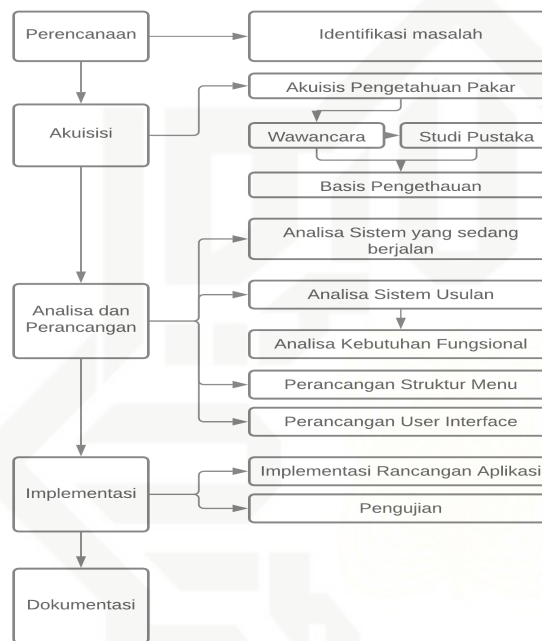 Perencanaan
Identifikasi masalah
Akuisisi
Akuisis Pengetahuan Pakar
Wawancara
Studi Pustaka
Basis Pengethauan
Analisa dan
Perancangan
Analisa Sistem yang sedang
berjalan
Analisa Sistem Usulan
Analisa Kebutuhan Fungsional
Perancangan Struktur Menu
Perancangan User Interface
Implementasi
Implementasi Rancangan Aplikasi
Pengujian
Dokumentasi